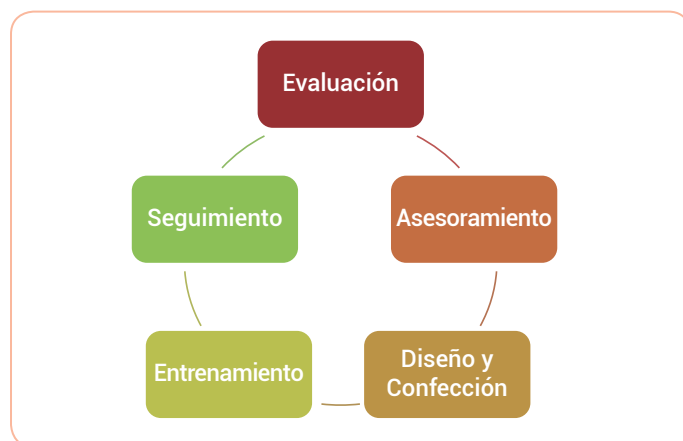 Evaluación
Asesoramiento
Diseño y
Confección
Entrenamiento
Seguimiento